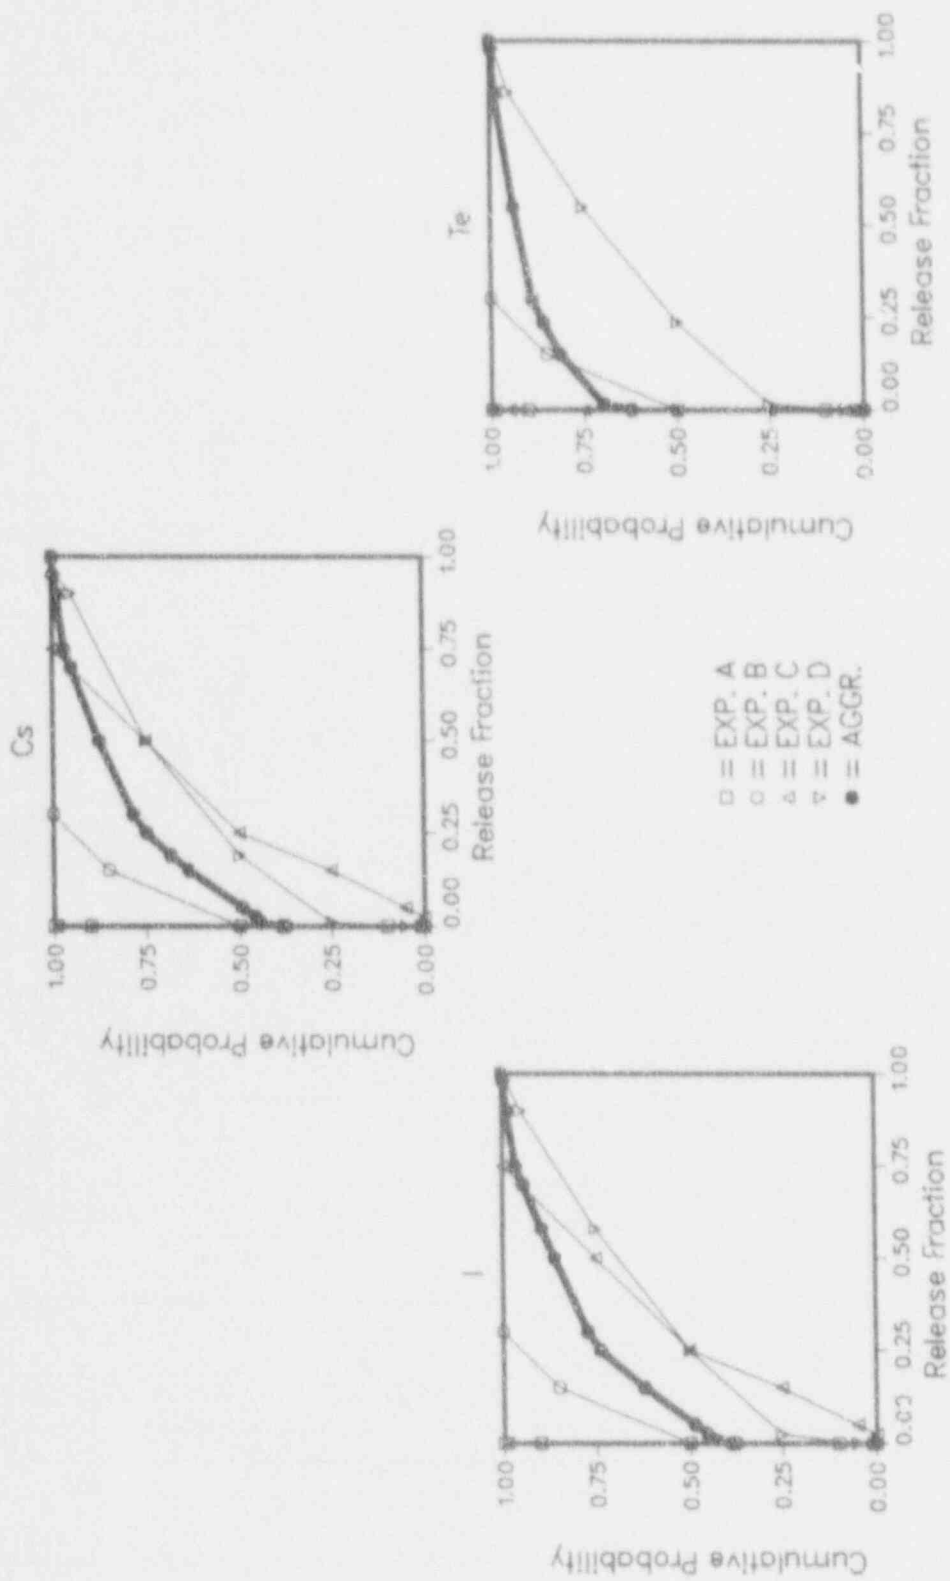 Cs
Cumulative Probability
1.00
0.75
0.50
0.25
0.00
0.00
0.25
0.50
0.75
1.00
Release Fraction
I
Cumulative Probability
1.00
0.75
0.50
0.25
0.00
0.00
0.25
0.50
0.75
1.00
Release Fraction
□ = EXP. A
○ = EXP. B
△ = EXP. C
▽ = EXP. D
● = AGGR.
Te
Cumulative Probability
1.00
0.75
0.50
0.25
0.00
0.00
0.25
0.50
0.75
1.00
Release Fraction